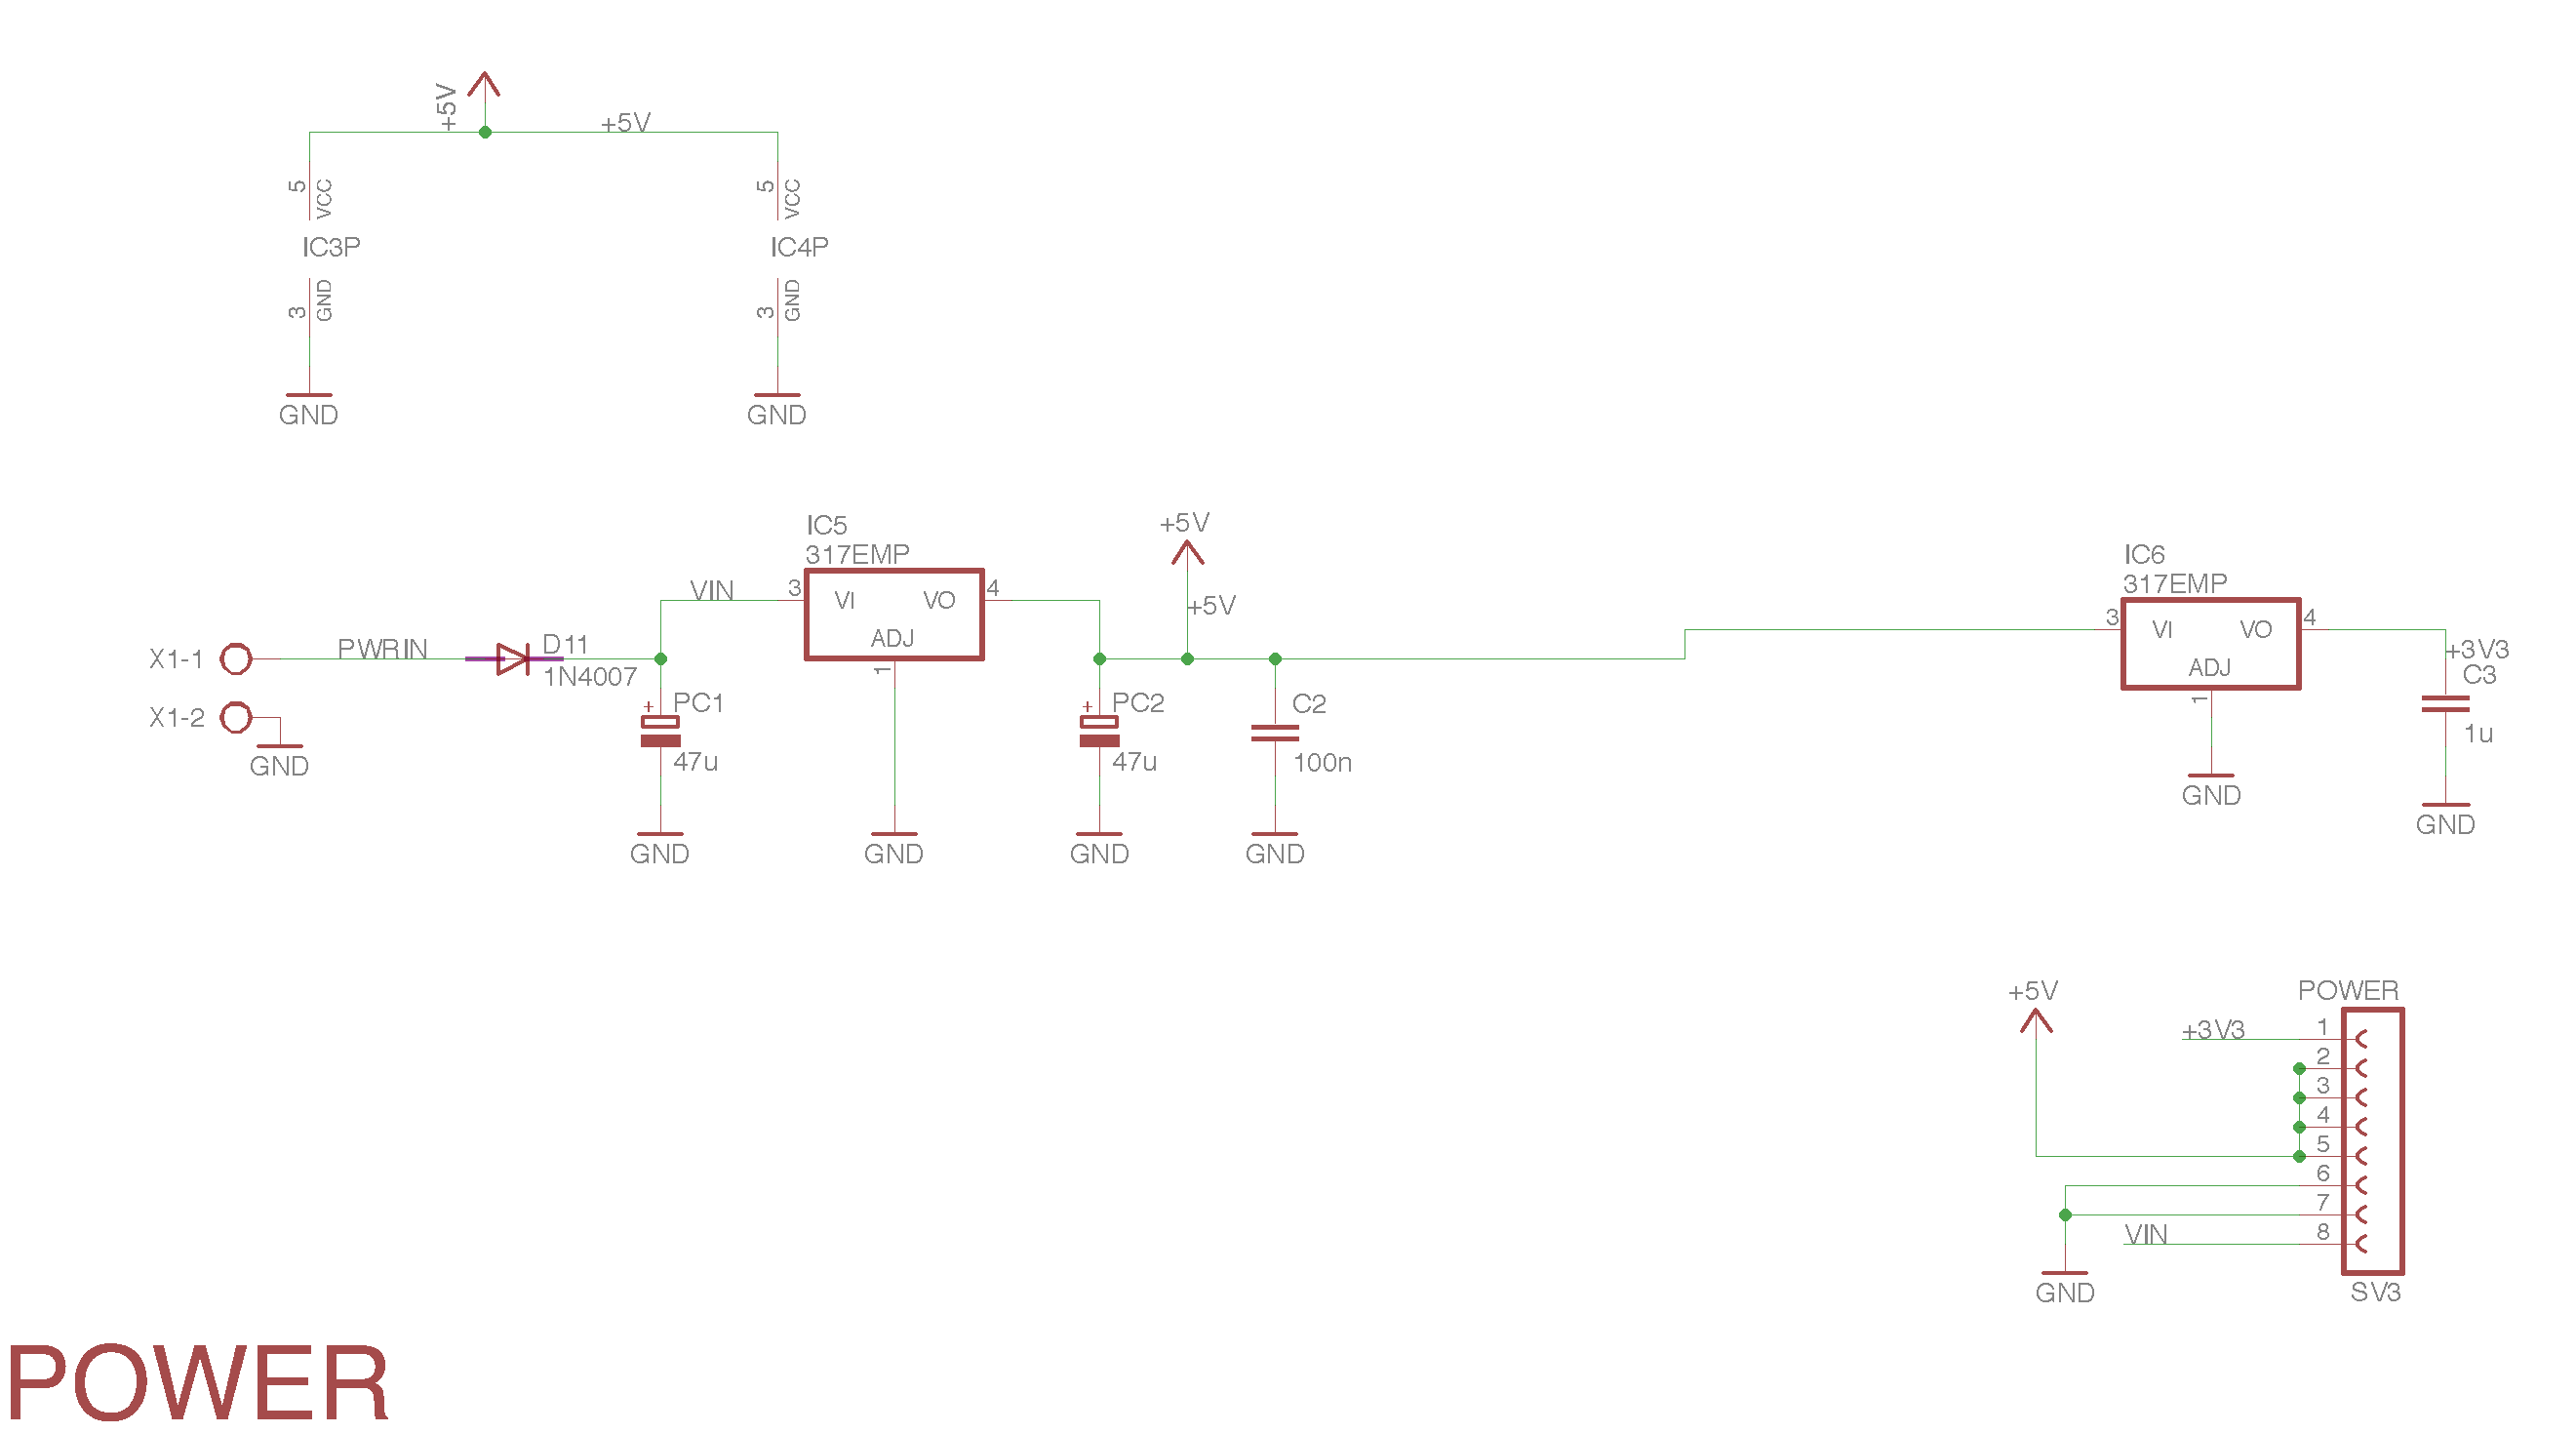 +5V
+5V
5
VCC
IC3P
3
GND
GND
5
VCC
IC4P
3
GND
GND
X1-1
PWRIN
D11
1N4007
X1-2
GND
VIN
+
PC1
47u
GND
IC5
317EMP
3
VI
VO
4
ADJ
1
GND
+
PC2
47u
GND
+5V
+5V
C2
100n
GND
IC6
317EMP
3
VI
VO
4
ADJ
1
GND
+3V3
C3
1u
GND
+5V
POWER
+3V3
1
2
3
4
5
6
7
VIN
8
GND
SV3
POWER